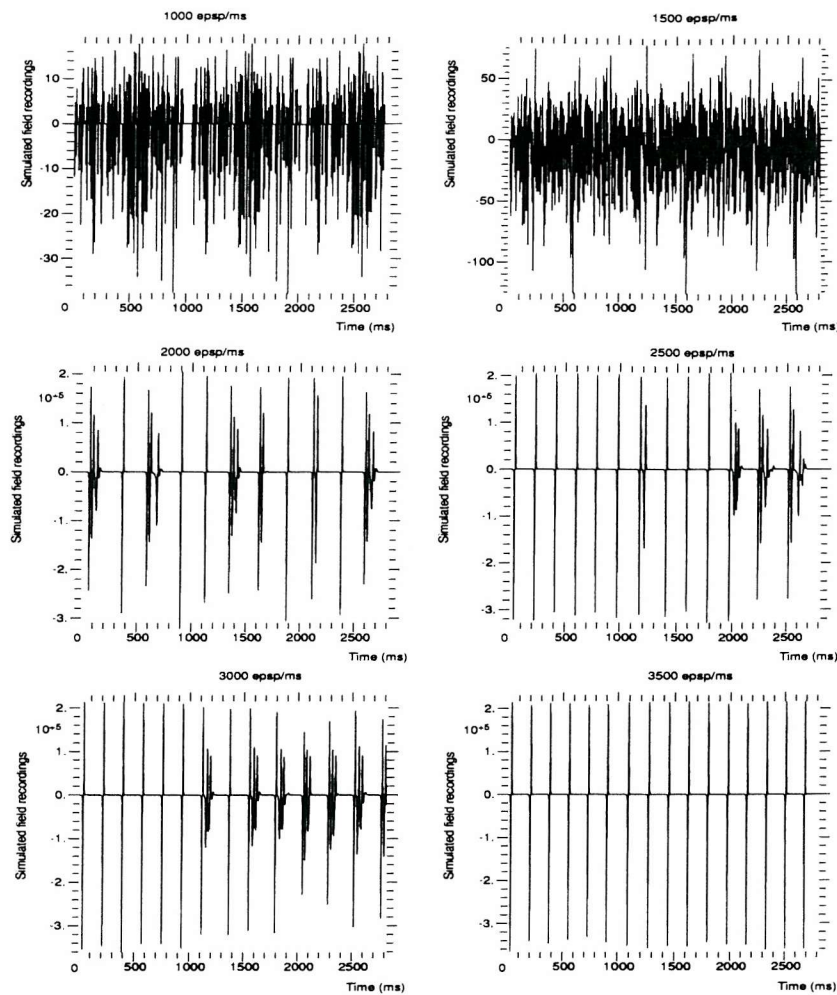 1000 epsp/ms
Simulated field recordings
10
0
-10
-20
-30
0 500 1000 1500 2000 2500
Time (ms)
1500 epsp/ms
Simulated field recordings
50
0
-50
-100
0 500 1000 1500 2000 2500
Time (ms)
2000 epsp/ms
Simulated field recordings
2.
10+5
1.
0.
-1.
-2.
-3.
0 500 1000 1500 2000 2500
Time (ms)
2500 epsp/ms
Simulated field recordings
2.
10+5
1.
0.
-1.
-2.
-3.
0 500 1000 1500 2000 2500
Time (ms)
3000 epsp/ms
Simulated field recordings
2.
10+5
1.
0.
-1.
-2.
-3.
0 500 1000 1500 2000 2500
Time (ms)
3500 epsp/ms
Simulated field recordings
2.
10+5
1.
0.
-1.
-2.
-3.
0 500 1000 1500 2000 2500
Time (ms)